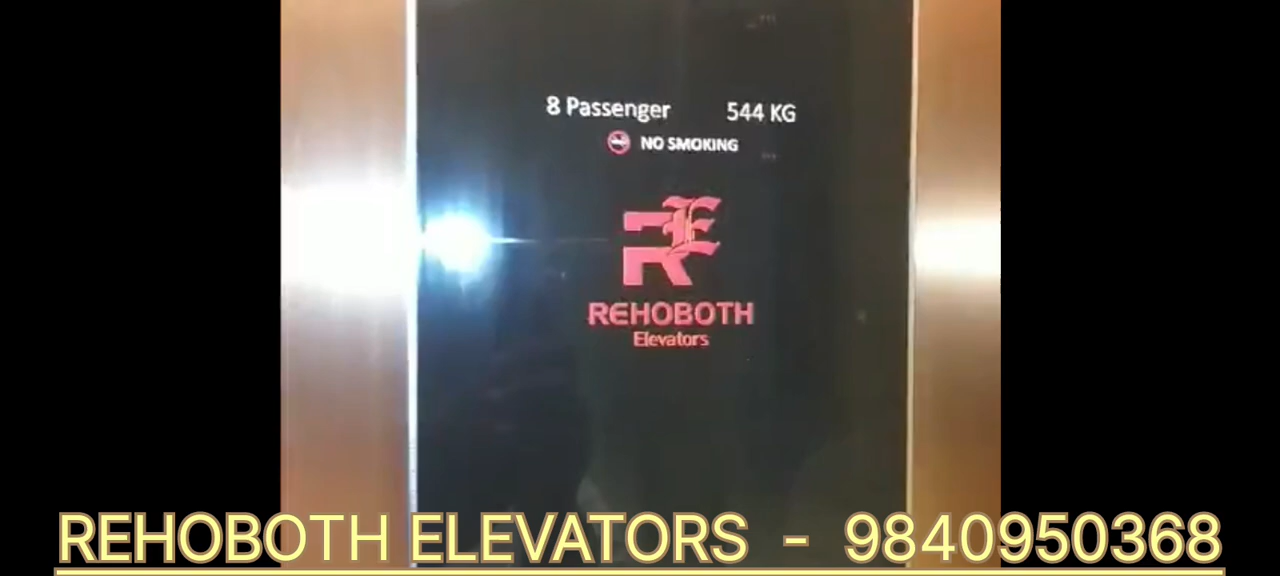 8 Passenger 544 KG
NO SMOKING
RE
REHOBOTH
Elevators
REHOBOTH ELEVATORS - 9840950368